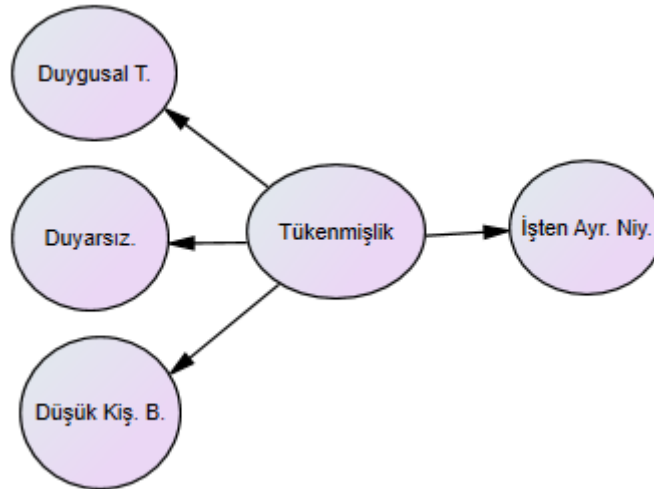 Duygusal T.
Duyarsız.
Tükenmişlik
İşten Ayr. Niy.
Düşük Kiş. B.